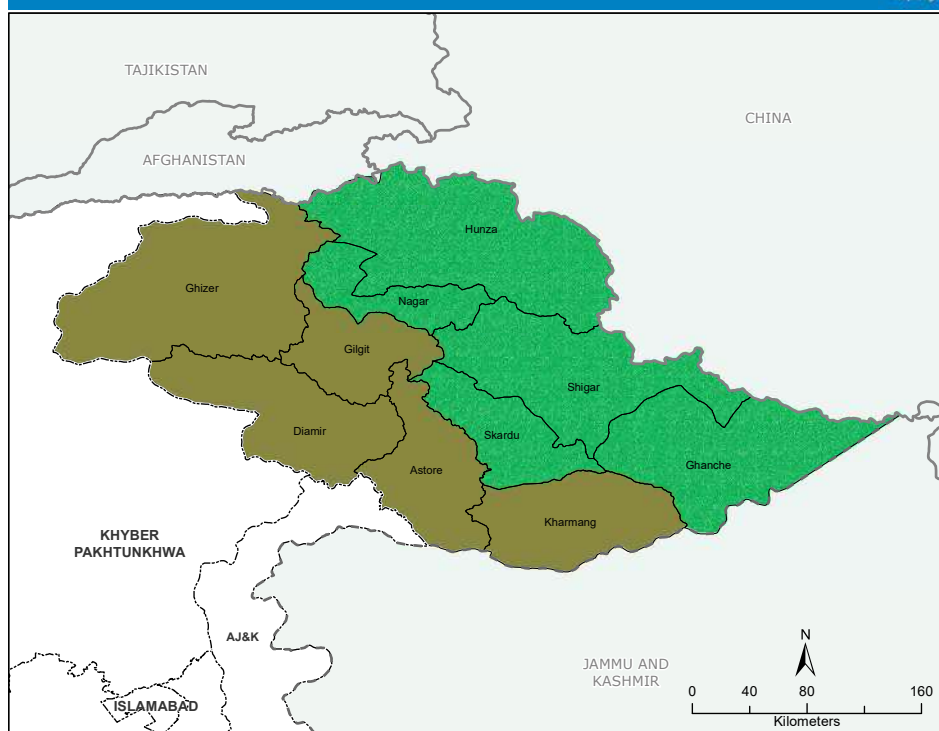 TAJIKISTAN
CHINA
AFGHANISTAN
Hunza
Ghizer
Nagar
Gilgit
Shigar
Diamir
Skardu
Ghanche
Astore
Kharmang
KHYBER
PAKHTUNKHWA
AJ&K
N
JAMMU AND
KASHMIR
ISLAMABAD
0 40 80 160
Kilometers